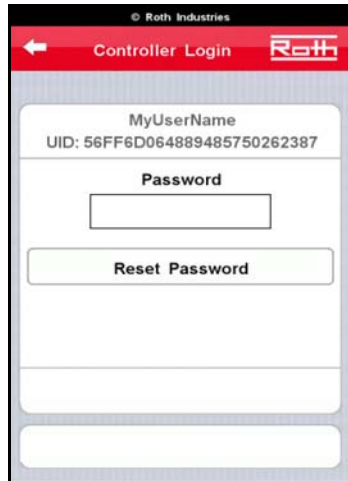 © Roth Industries
Controller Login
Roth
MyUserName
UID: 56FF6D064889485750262387
Password
Reset Password